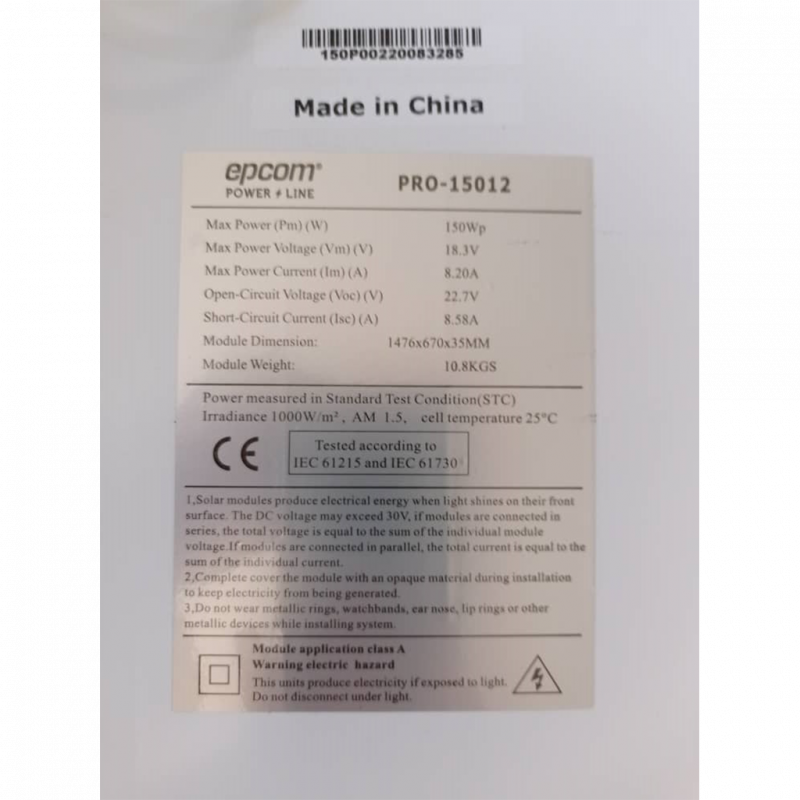 150P00220083285
Made in China
epcom®
POWER LINE
PRO-15012
Max Power (Pm) (W) 150Wp
Max Power Voltage (Vm) (V) 18.3V
Max Power Current (Im) (A) 8.20A
Open-Circuit Voltage (Voc) (V) 22.7V
Short-Circuit Current (Isc) (A) 8.58A
Module Dimension: 1476x670x35MM
Module Weight: 10.8KGS
Power measured in Standard Test Condition(STC)
Irradiance 1000W/m², AM 1.5, cell temperature 25°C
CE
Tested according to
IEC 61215 and IEC 61730
1,Solar modules produce electrical energy when light shines on their front
surface. The DC voltage may exceed 30V, if modules are connected in
series, the total voltage is equal to the sum of the individual module
voltage.If modules are connected in parallel, the total current is equal to the
sum of the individual current.
2,Complete cover the module with an opaque material during installation
to keep electricity from being generated.
3,Do not wear metallic rings, watchbands, ear nose, lip rings or other
metallic devices while installing system.
Module application class A
Warning electric hazard
This units produce electricity if exposed to light.
Do not disconnect under light.